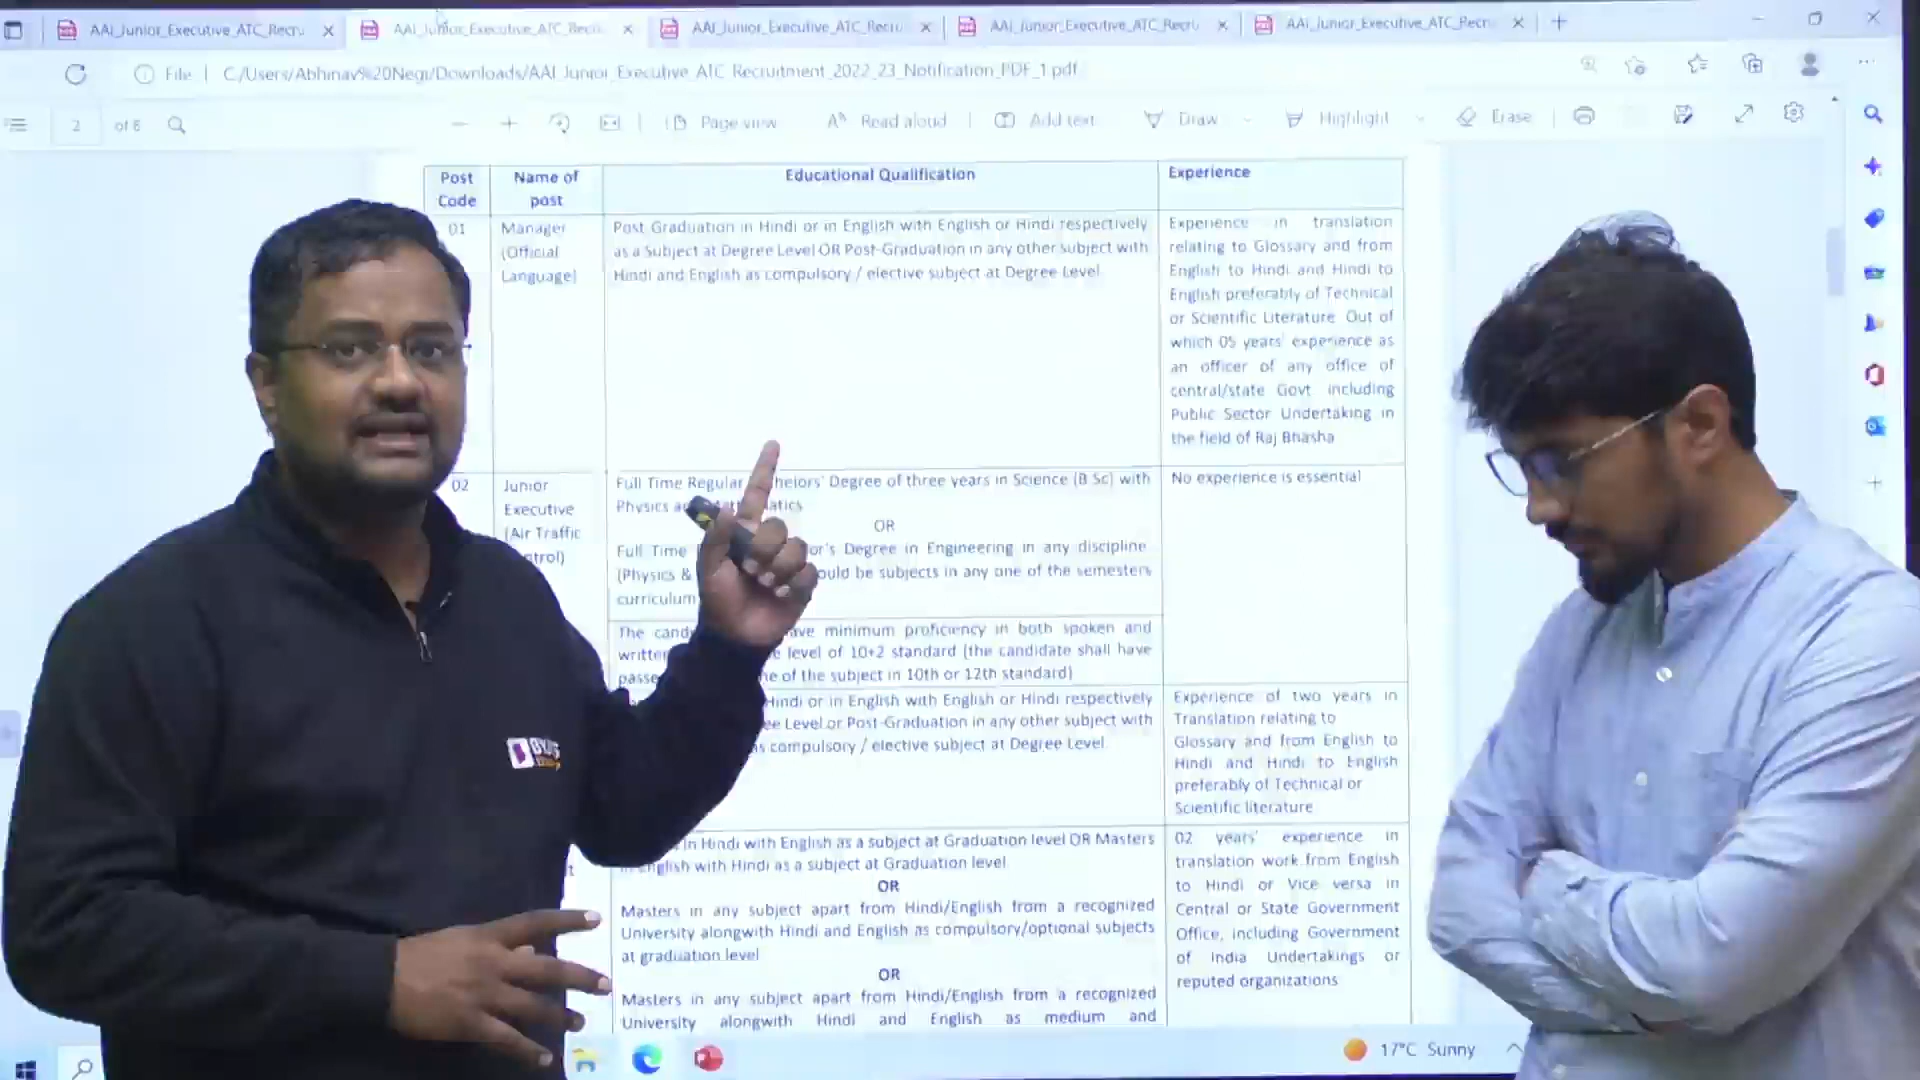 AAI_Junior_Executive_ATC_Recru
AAI_Junior_Executive_ATC_Recru
AAI_Junior_Executive_ATC_Recru
AAI_Junior_Executive_ATC_Recru
AAI_Junior_Executive_ATC_Recru
File | C:/Users/Abhinav%20Negi/Downloads/AAI_Junior_Executive_ATC_Recruitment_2022_23_Notification_PDF_1.pdf
2 of 6
Page view
Read aloud
Add text
Draw
Highlight
Erase
Post Code
Name of post
Educational Qualification
Experience
01
Manager
(Official
Language)
Post Graduation in Hindi or in English with English or Hindi respectively
as a Subject at Degree Level OR Post-Graduation in any other subject with
Hindi and English as compulsory / elective subject at Degree Level
Experience in translation
relating to Glossary and from
English to Hindi and Hindi to
English preferably of Technical
or Scientific Literature Out of
which 05 years' experience as
an officer of any office of
central/state Govt including
Public Sector Undertaking in
the field of Raj Bhasha
02
Junior
Executive
(Air Traffic
ntrol)
Full Time Regular helors' Degree of three years in Science (B Sc) with
Physics a atics
OR
Full Time or's Degree in Engineering in any discipline
(Physics & ould be subjects in any one of the semesters
curriculum
The cand ave minimum proficiency in both spoken and
writte level of 10+2 standard (the candidate shall have
passe e of the subject in 10th or 12th standard)
No experience is essential
Hindi or in English with English or Hindi respectively
ee Level or Post-Graduation in any other subject with
as compulsory / elective subject at Degree Level
Experience of two years in
Translation relating to
Glossary and from English to
Hindi and Hindi to English
preferably of Technical or
Scientific literature
in Hindi with English as a subject at Graduation level OR Masters
in English with Hindi as a subject at Graduation level
OR
Masters in any subject apart from Hindi/English from a recognized
University alongwith Hindi and English as compulsory/optional subjects
at graduation level
OR
Masters in any subject apart from Hindi/English from a recognized
University alongwith Hindi and English as medium and
02 years' experience in
translation work from English
to Hindi or Vice versa in
Central or State Government
Office, including Government
of India Undertakings or
reputed organizations
17°C Sunny